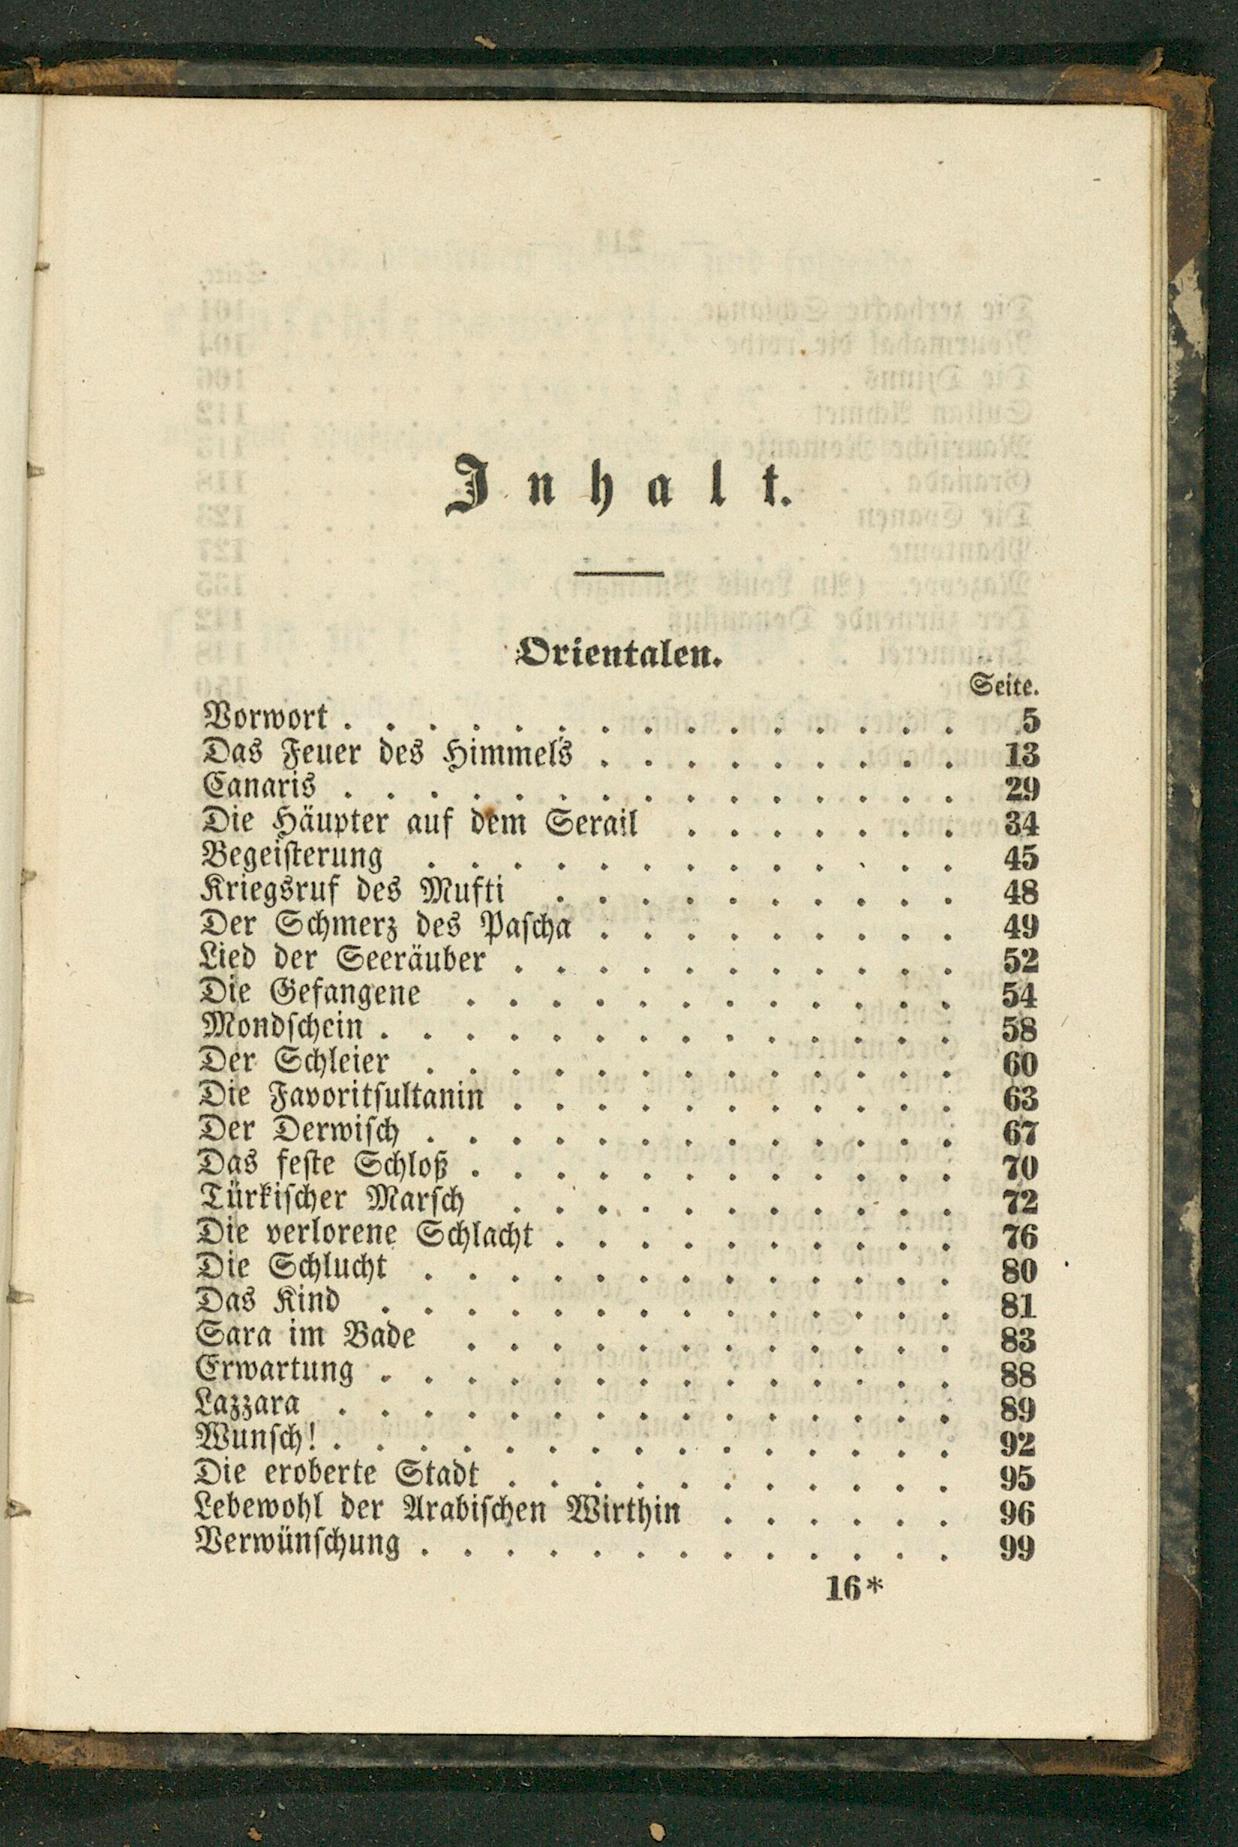 Inhalt.
Orientalen.
Seite.
Vorwort . . . . . . . . . . . . . . . 5
Das Feuer des Himmels . . . . . . . . . 13
Canaris . . . . . . . . . . . . . . . 29
Die Häupter auf dem Serail . . . . . . . 34
Begeiſterung . . . . . . . . . . . . . 45
Kriegsruf des Mufti . . . . . . . . . . 48
Der Schmerz des Paſcha . . . . . . . . . 49
Lied der Seeräuber . . . . . . . . . . . 52
Die Gefangene . . . . . . . . . . . . 54
Mondſchein . . . . . . . . . . . . . . 58
Der Schleier . . . . . . . . . . . . . 60
Die Favoritſultanin . . . . . . . . . . . 63
Der Derwiſch . . . . . . . . . . . . . 67
Das feſte Schloß . . . . . . . . . . . . 70
Türkiſcher Marſch . . . . . . . . . . . 72
Die verlorene Schlacht . . . . . . . . . . 76
Die Schlucht . . . . . . . . . . . . . 80
Das Kind . . . . . . . . . . . . . . 81
Sara im Bade . . . . . . . . . . . . 83
Erwartung . . . . . . . . . . . . . . 88
Lazzara . . . . . . . . . . . . . . . 89
Wunſch! . . . . . . . . . . . . . . . 92
Die eroberte Stadt . . . . . . . . . . . 95
Lebewohl der Arabiſchen Wirthin . . . . . . 96
Verwünſchung . . . . . . . . . . . . . 99
16*